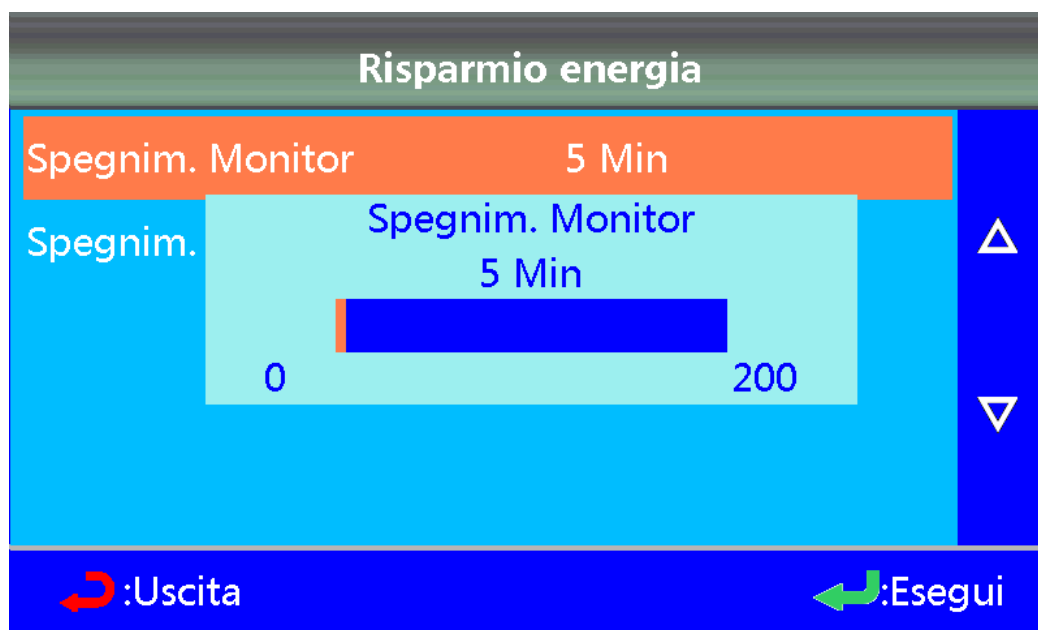 Risparmio energia
Spegnim. Monitor 5 Min
Spegnim.
Spegnim. Monitor
5 Min
0 200
:Uscita :Esegui